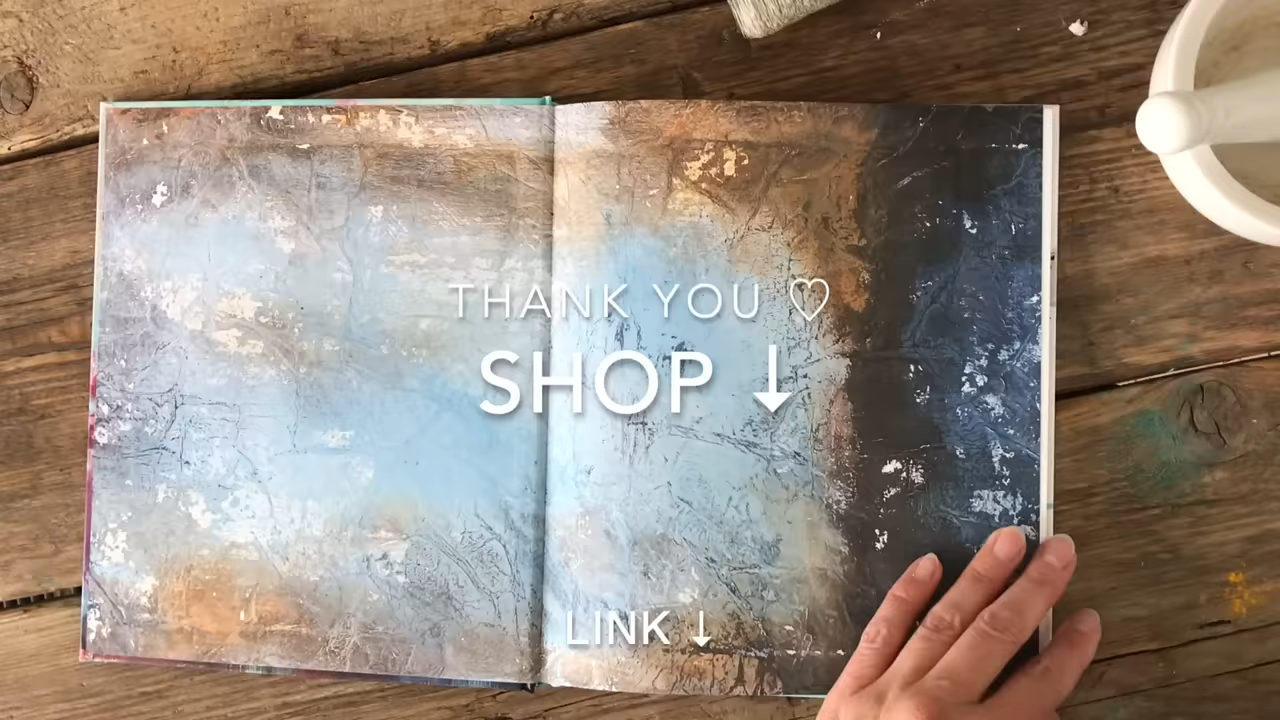 THANK YOU ♡
SHOP ↓
LINK ↓